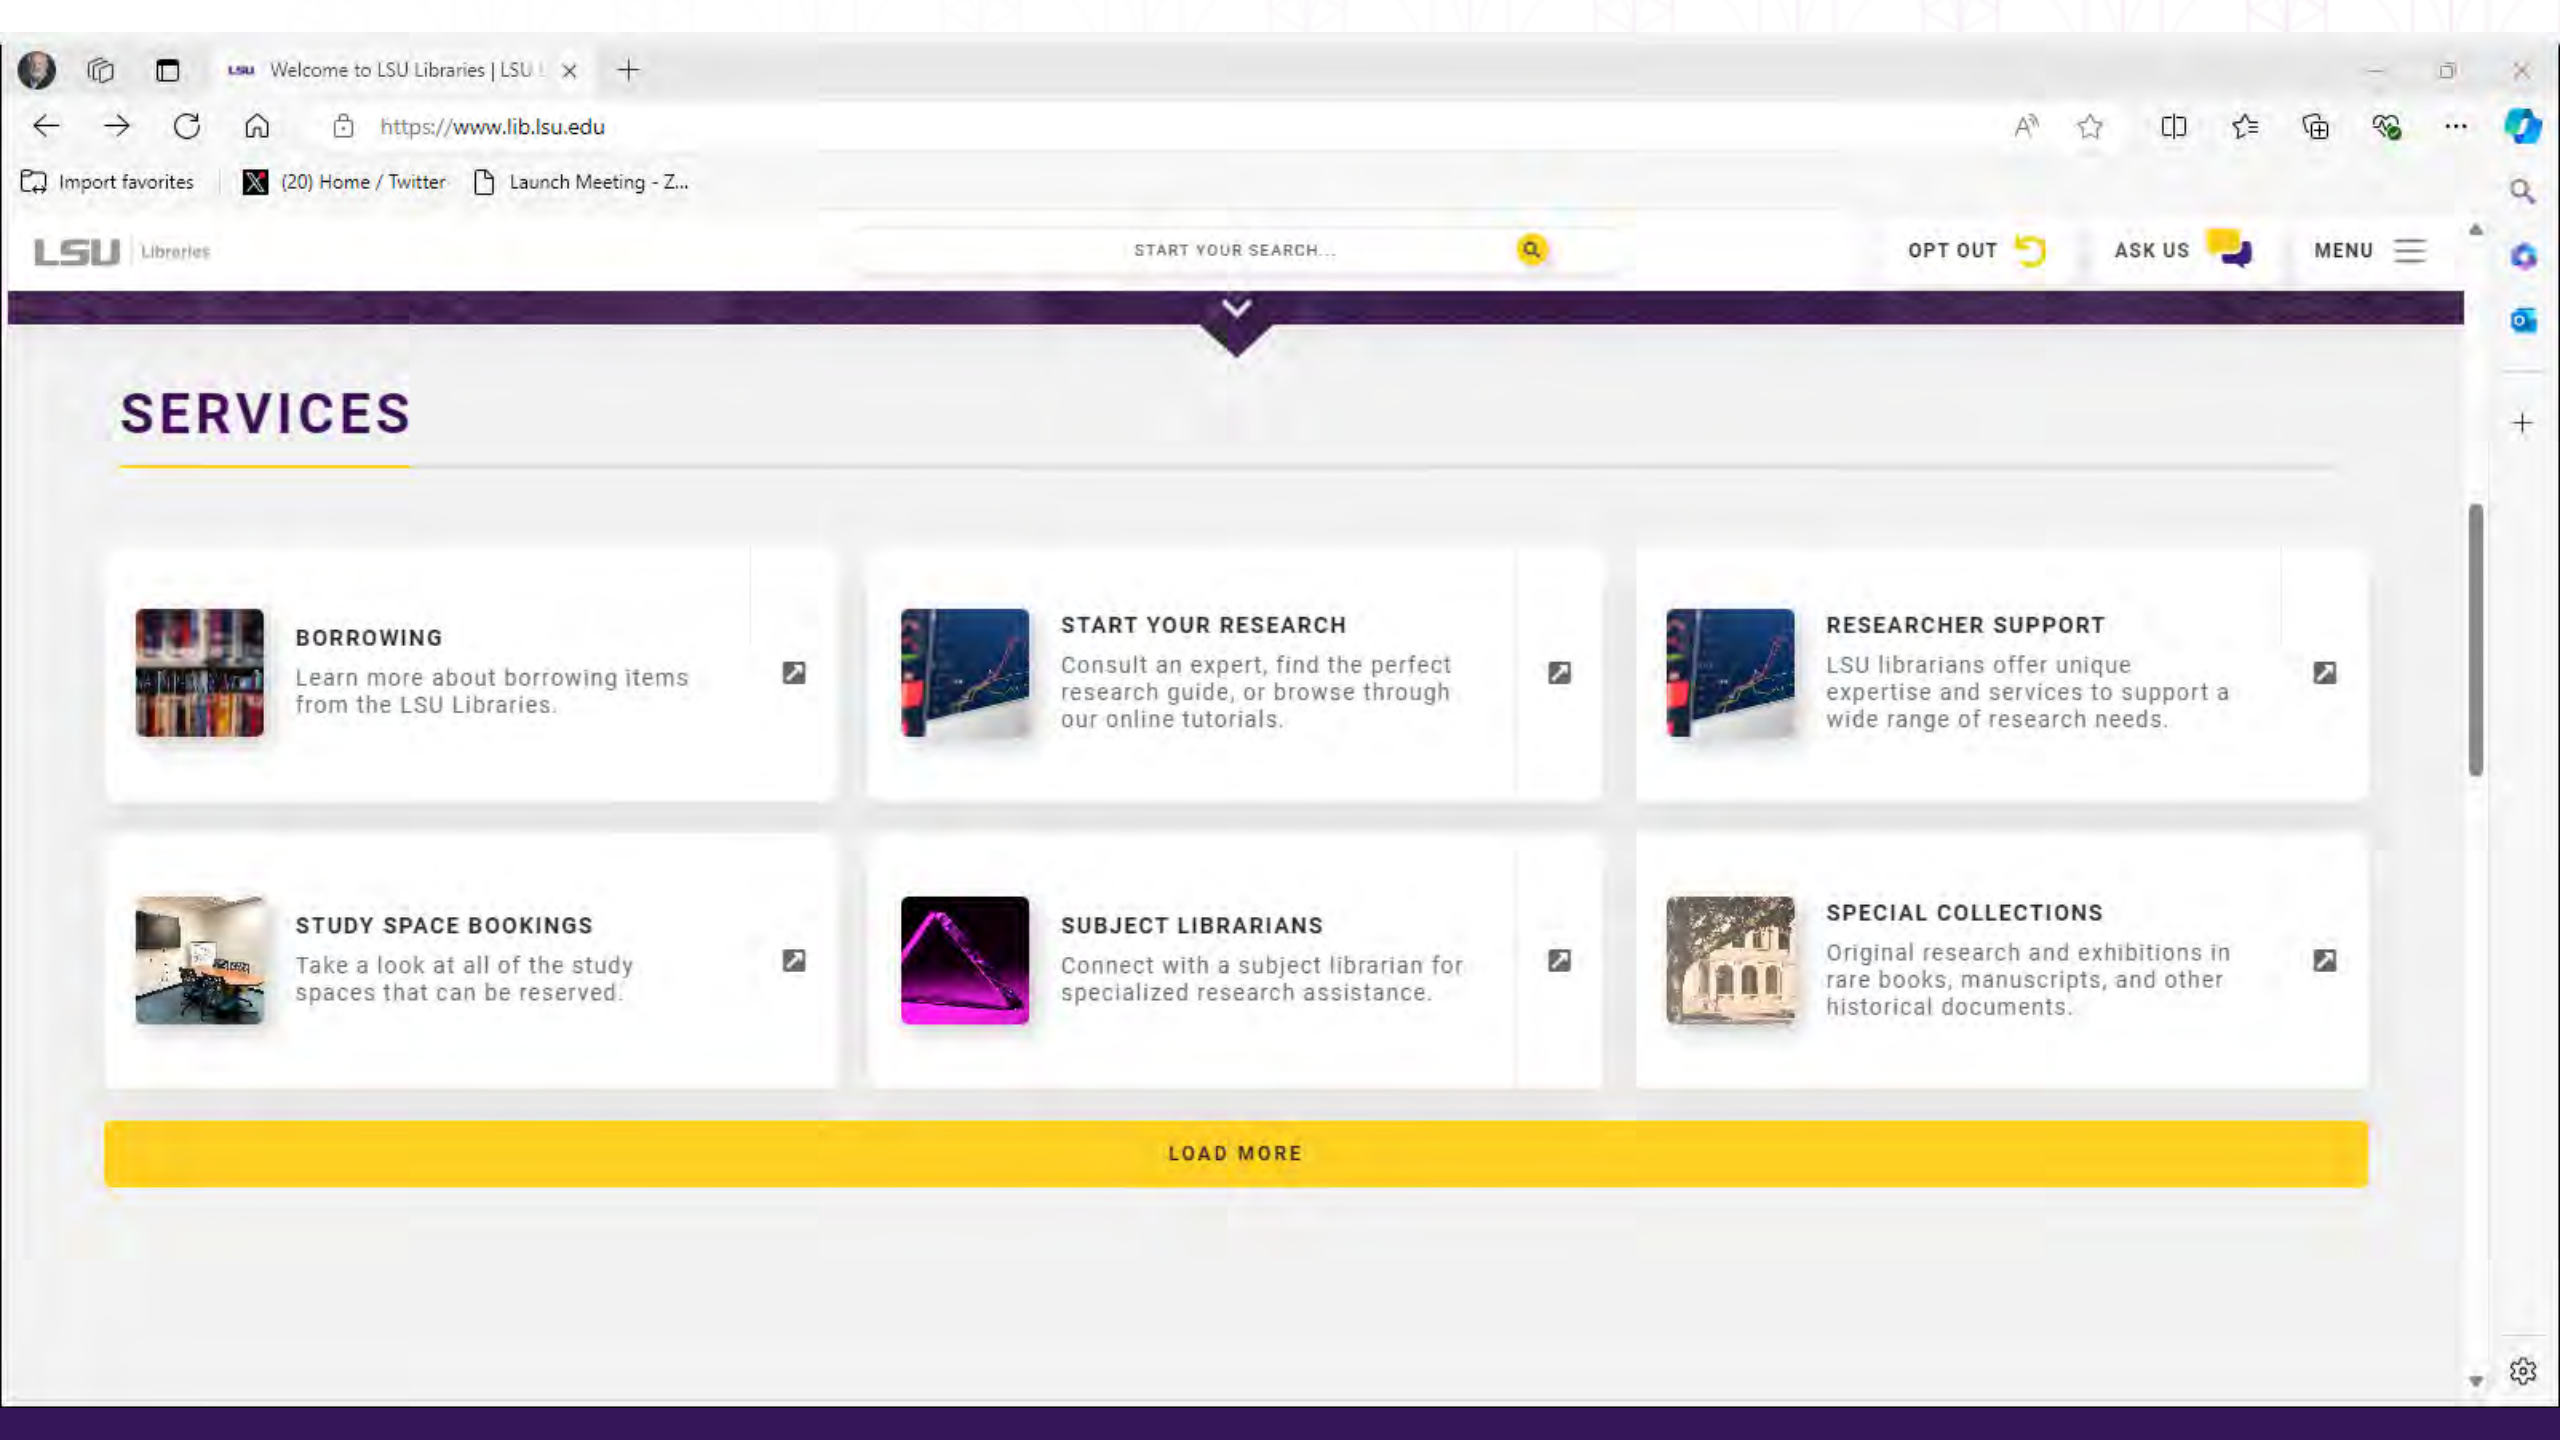 LSU Welcome to LSU Libraries | LSU
https://www.lib.lsu.edu
Import favorites
(20) Home / Twitter
Launch Meeting - Z...
LSU Libraries
START YOUR SEARCH...
OPT OUT
ASK US
MENU
SERVICES
BORROWING
Learn more about borrowing items
from the LSU Libraries.
START YOUR RESEARCH
Consult an expert, find the perfect
research guide, or browse through
our online tutorials.
RESEARCHER SUPPORT
LSU librarians offer unique
expertise and services to support a
wide range of research needs.
STUDY SPACE BOOKINGS
Take a look at all of the study
spaces that can be reserved.
SUBJECT LIBRARIANS
Connect with a subject librarian for
specialized research assistance.
SPECIAL COLLECTIONS
Original research and exhibitions in
rare books, manuscripts, and other
historical documents.
LOAD MORE